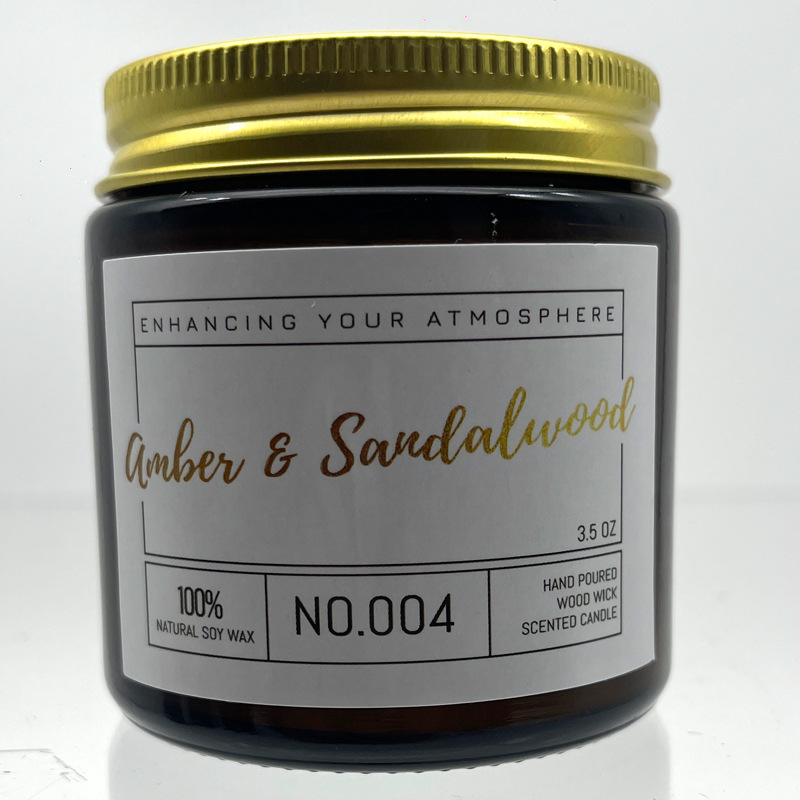 ENHANCING YOUR ATMOSPHERE
Amber & Sandalwood
3.5 OZ
100%
NATURAL SOY WAX
NO.004
HAND POURED
WOOD WICK
SCENTED CANDLE